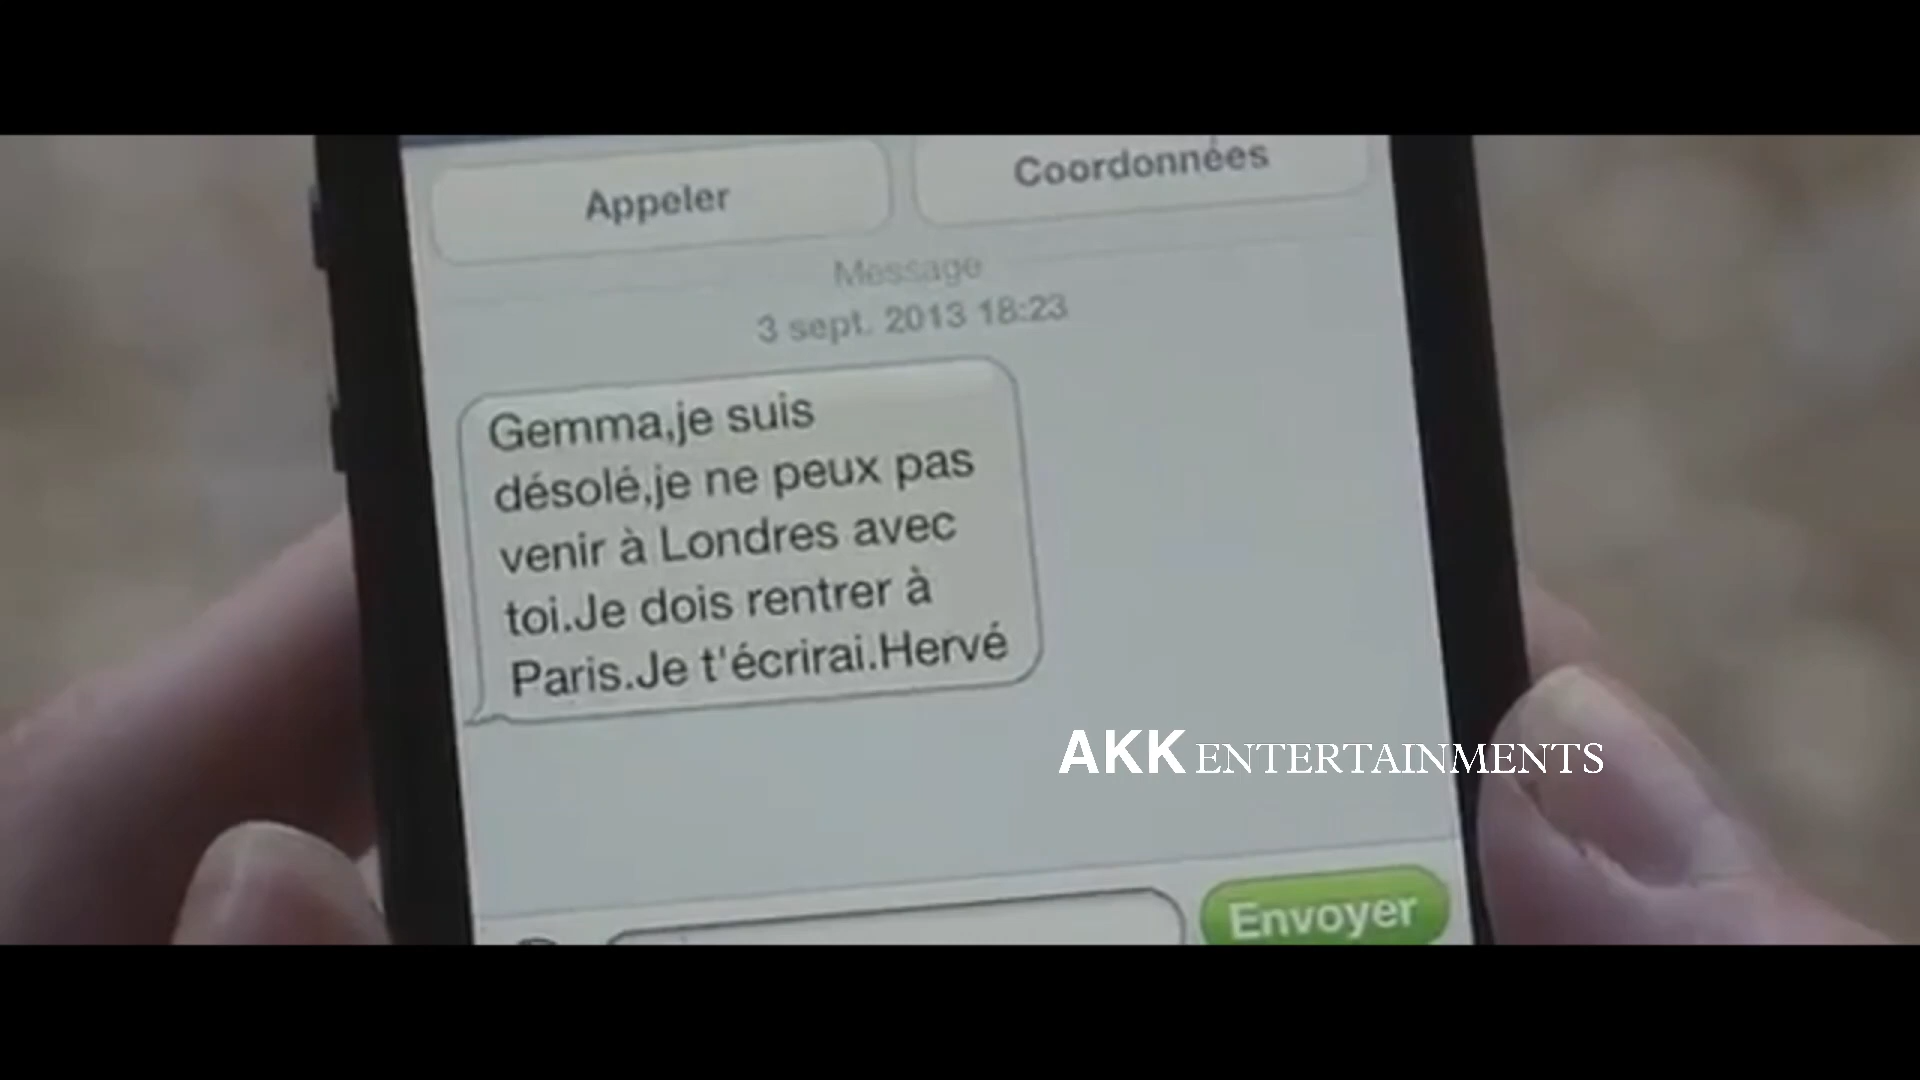 Appeler
Coordonnées
Message
3 sept. 2013 18:23
Gemma,je suis
désolé,je ne peux pas
venir à Londres avec
toi.Je dois rentrer à
Paris.Je t'écrirai.Hervé
AKK ENTERTAINMENTS
Envoyer